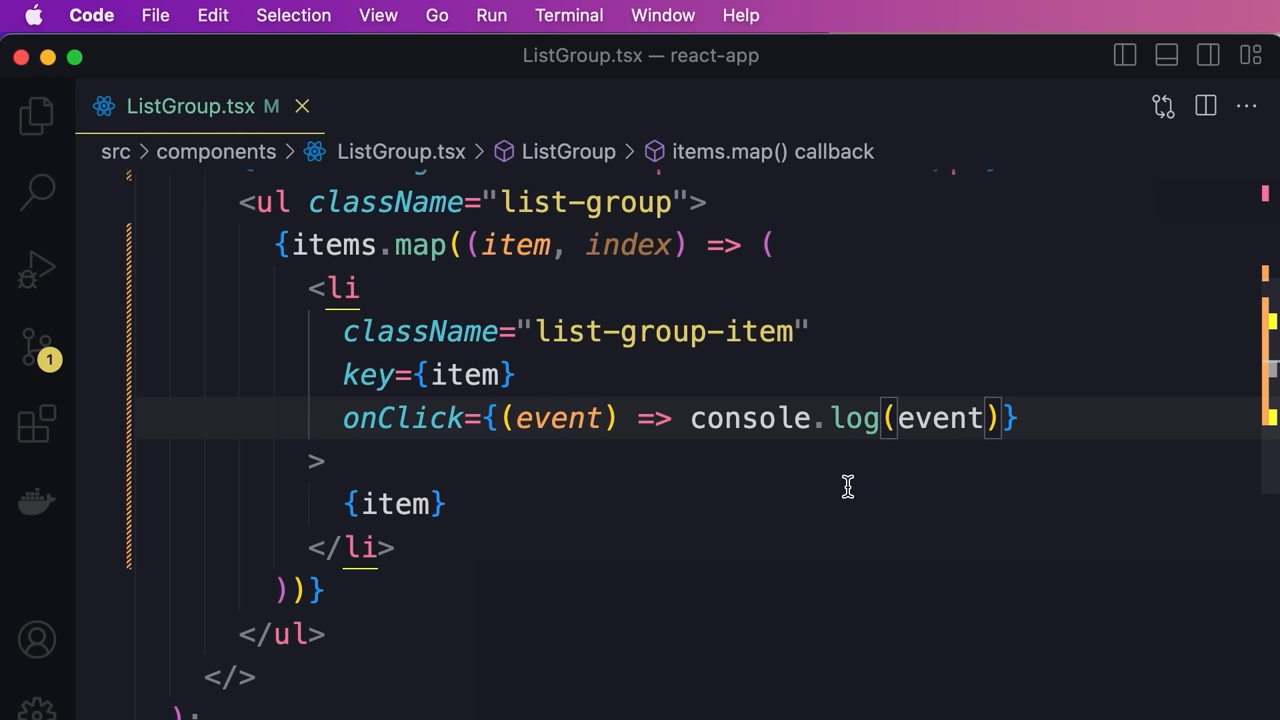 Code File Edit Selection View Go Run Terminal Window Help
ListGroup.tsx — react-app
ListGroup.tsx M
src > components > ListGroup.tsx > ListGroup > items.map() callback
<ul className="list-group">
{items.map((item, index) => (
<li
className="list-group-item"
key={item}
onClick={(event) => console.log(event)}
>
{item}
</li>
))}
</ul>
</>
);
1